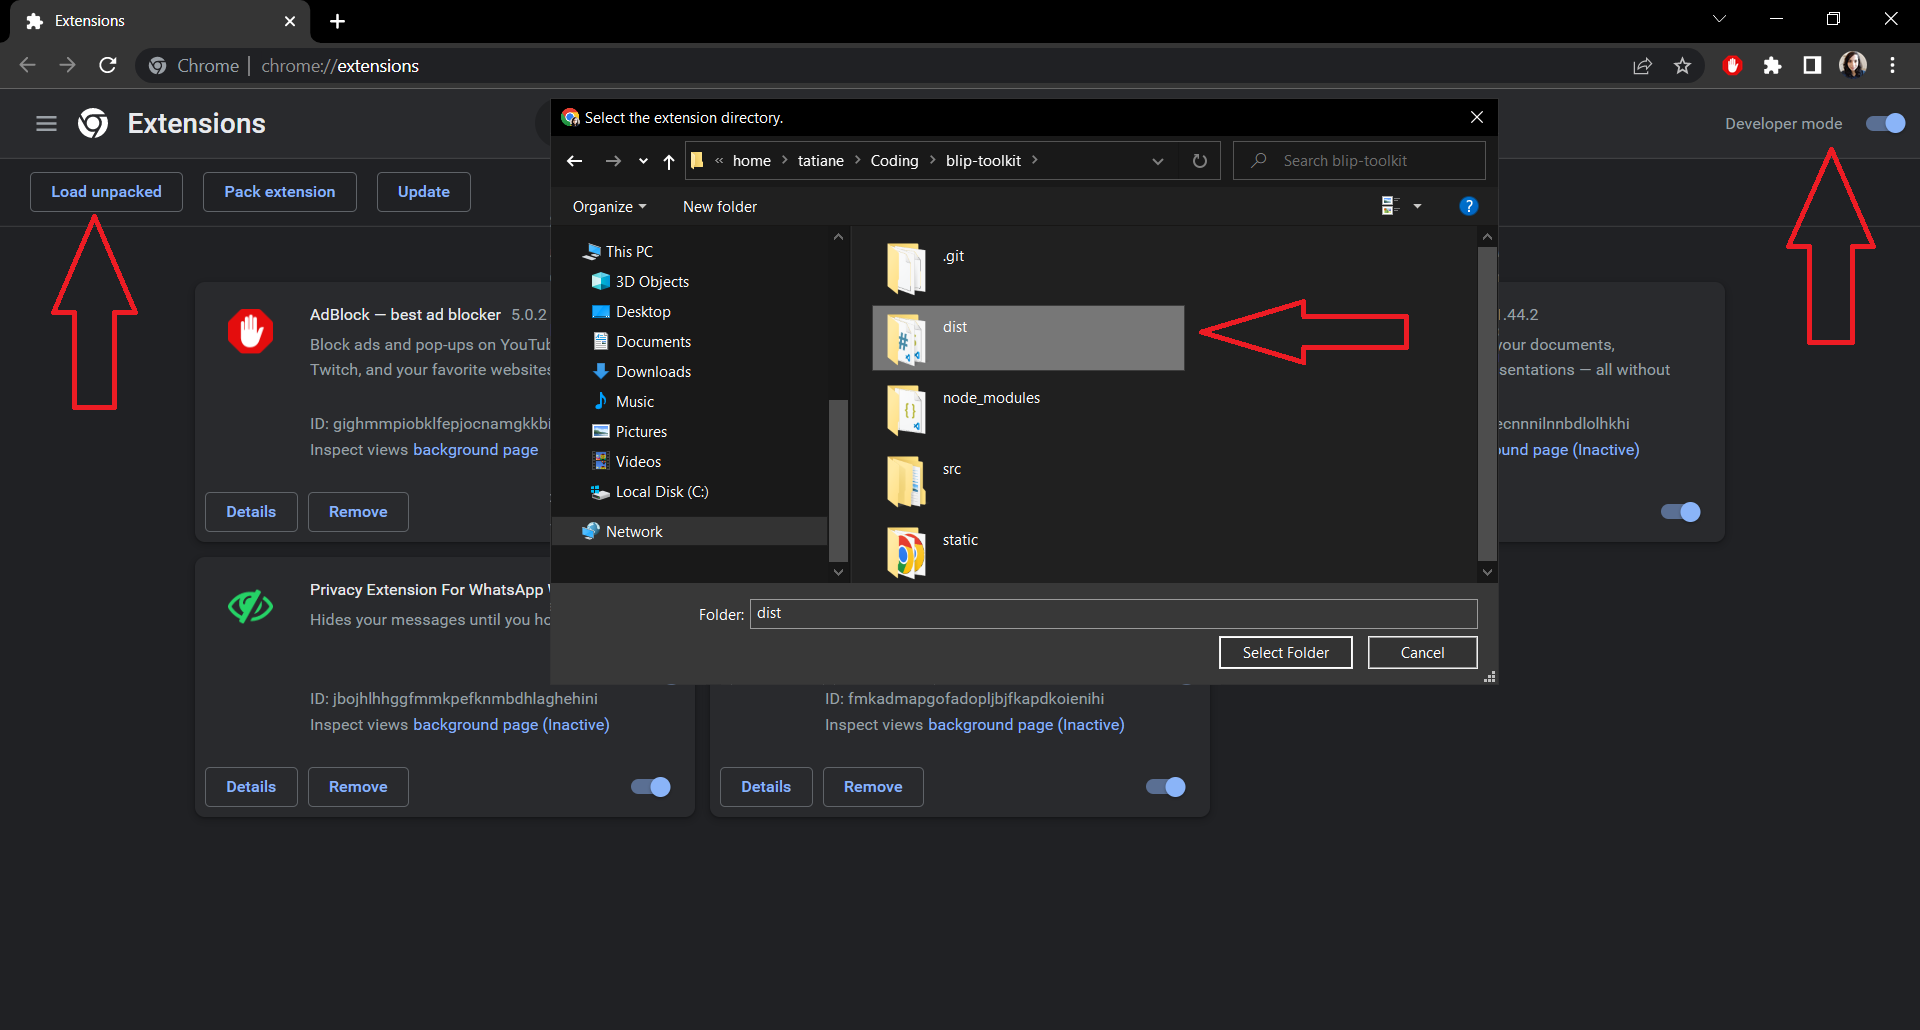 Extensions
Chrome | chrome://extensions
Extensions
Developer mode
Load unpacked
Pack extension
Update
Select the extension directory.
« home > tatiane > Coding > blip-toolkit >
Search blip-toolkit
Organize
New folder
?
This PC
3D Objects
Desktop
Documents
Downloads
Music
Pictures
Videos
Local Disk (C:)
Network
.git
dist
node_modules
src
static
Folder: dist
Select Folder
Cancel
AdBlock — best ad blocker 5.0.2
Block ads and pop-ups on YouTub
Twitch, and your favorite websites
ID: gighmmpiobklfepjocnamgkkbi
Inspect views background page
Details
Remove
.44.2
your documents,
sentations — all without
ecnnnilnnbdlolhkhi
und page (Inactive)
Privacy Extension For WhatsApp
Hides your messages until you ho
ID: jbojhlhhggfmmkpefknmbdhlaghehini
Inspect views background page (Inactive)
Details
Remove
ID: fmkadmapgofadopljbjfkapdkoienihi
Inspect views background page (Inactive)
Details
Remove